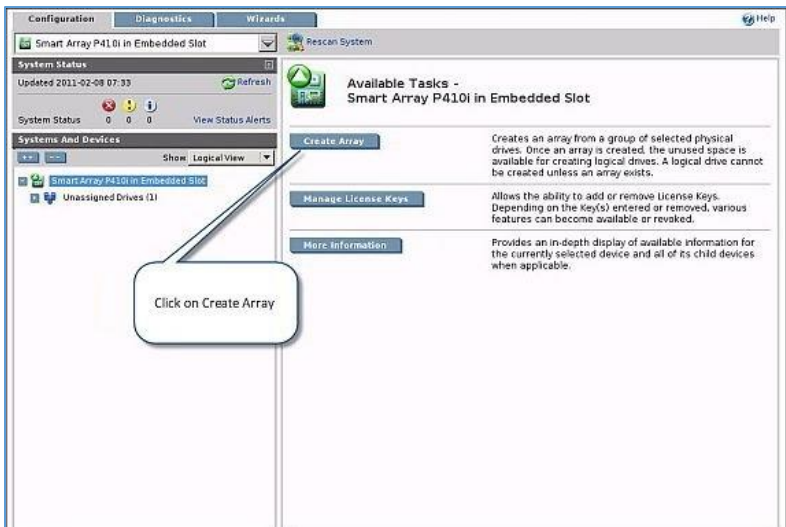 Configuration
Diagnostics
Wizards
Help
Smart Array P410i in Embedded Slot
Rescan System
System Status
Updated 2011-02-08 07:33
Refresh
System Status 0 0 0 View Status Alerts
Systems And Devices
Show Logical View
Smart Array P410i in Embedded Slot
Unassigned Drives (1)
Available Tasks -
Smart Array P410i in Embedded Slot
Create Array
Creates an array from a group of selected physical
drives. Once an array is created, the unused space is
available for creating logical drives. A logical drive cannot
be created unless an array exists.
Manage License Keys
Allows the ability to add or remove License Keys.
Depending on the Key(s) entered or removed, various
features can become available or revoked.
More Information
Provides an in-depth display of available information for
the currently selected device and all of its child devices
when applicable.
Click on Create Array